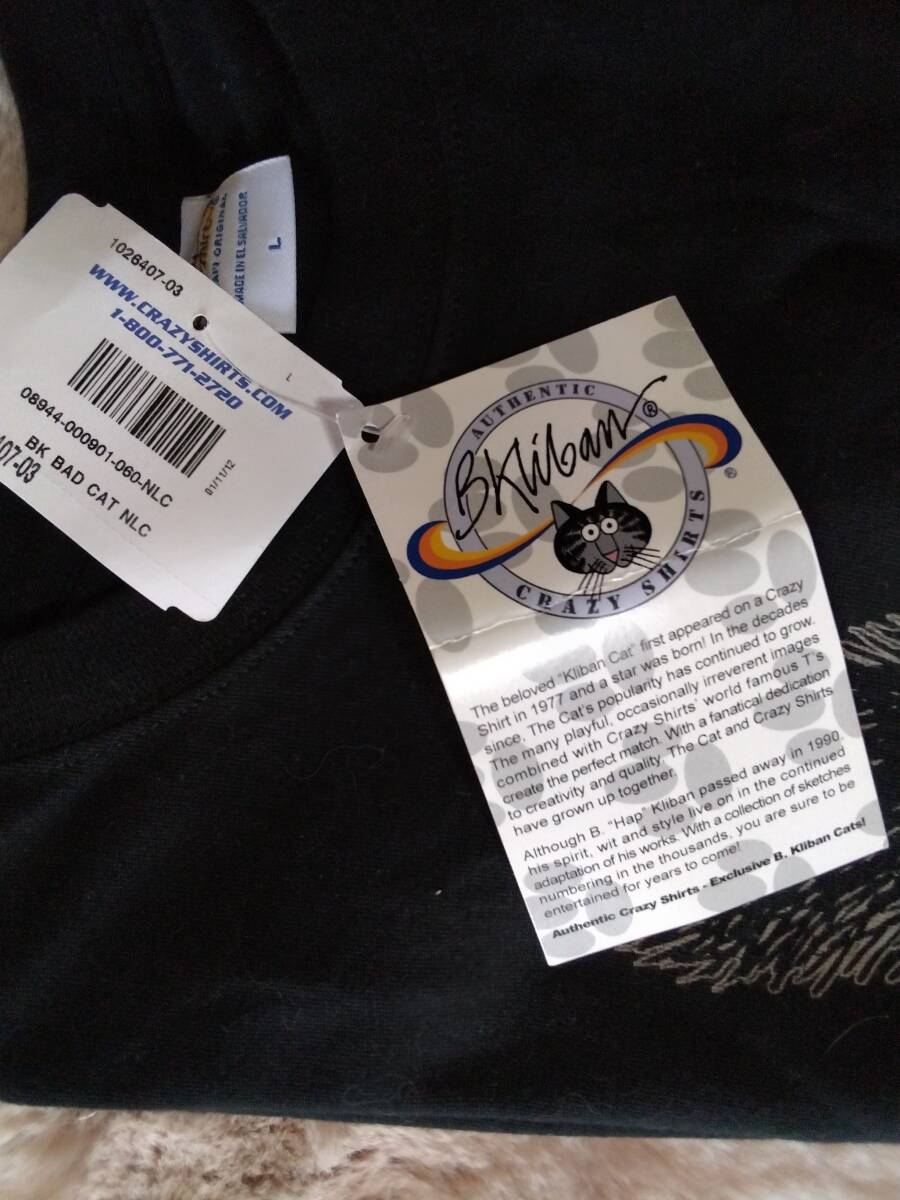 1026407-03
WWW.CRAZYSHIRTS.COM
1-800-771-2720
L
08944-000901-060-NLC
01/11/12
BK BAD CAT NLC
07-03
ORIGINAL
MADE IN EL SALVADOR
L
AUTHENTIC
BKliban®
®
CRAZY SHIRTS
The beloved "Kliban Cat" first appeared on a Crazy
Shirt in 1977 and a star was born! In the decades
since, The Cat's popularity has continued to grow.
The many playful, occasionally irreverent images
combined with Crazy Shirts' world famous T's
create the perfect match. With a fanatical dedication
to creativity and quality, The Cat and Crazy Shirts
have grown up together.
Although B. "Hap" Kliban passed away in 1990,
his spirit, wit and style live on in the continued
adaptation of his works. With a collection of sketches
numbering in the thousands, you are sure to be
entertained for years to come!
Authentic Crazy Shirts - Exclusive B. Kliban Cats!